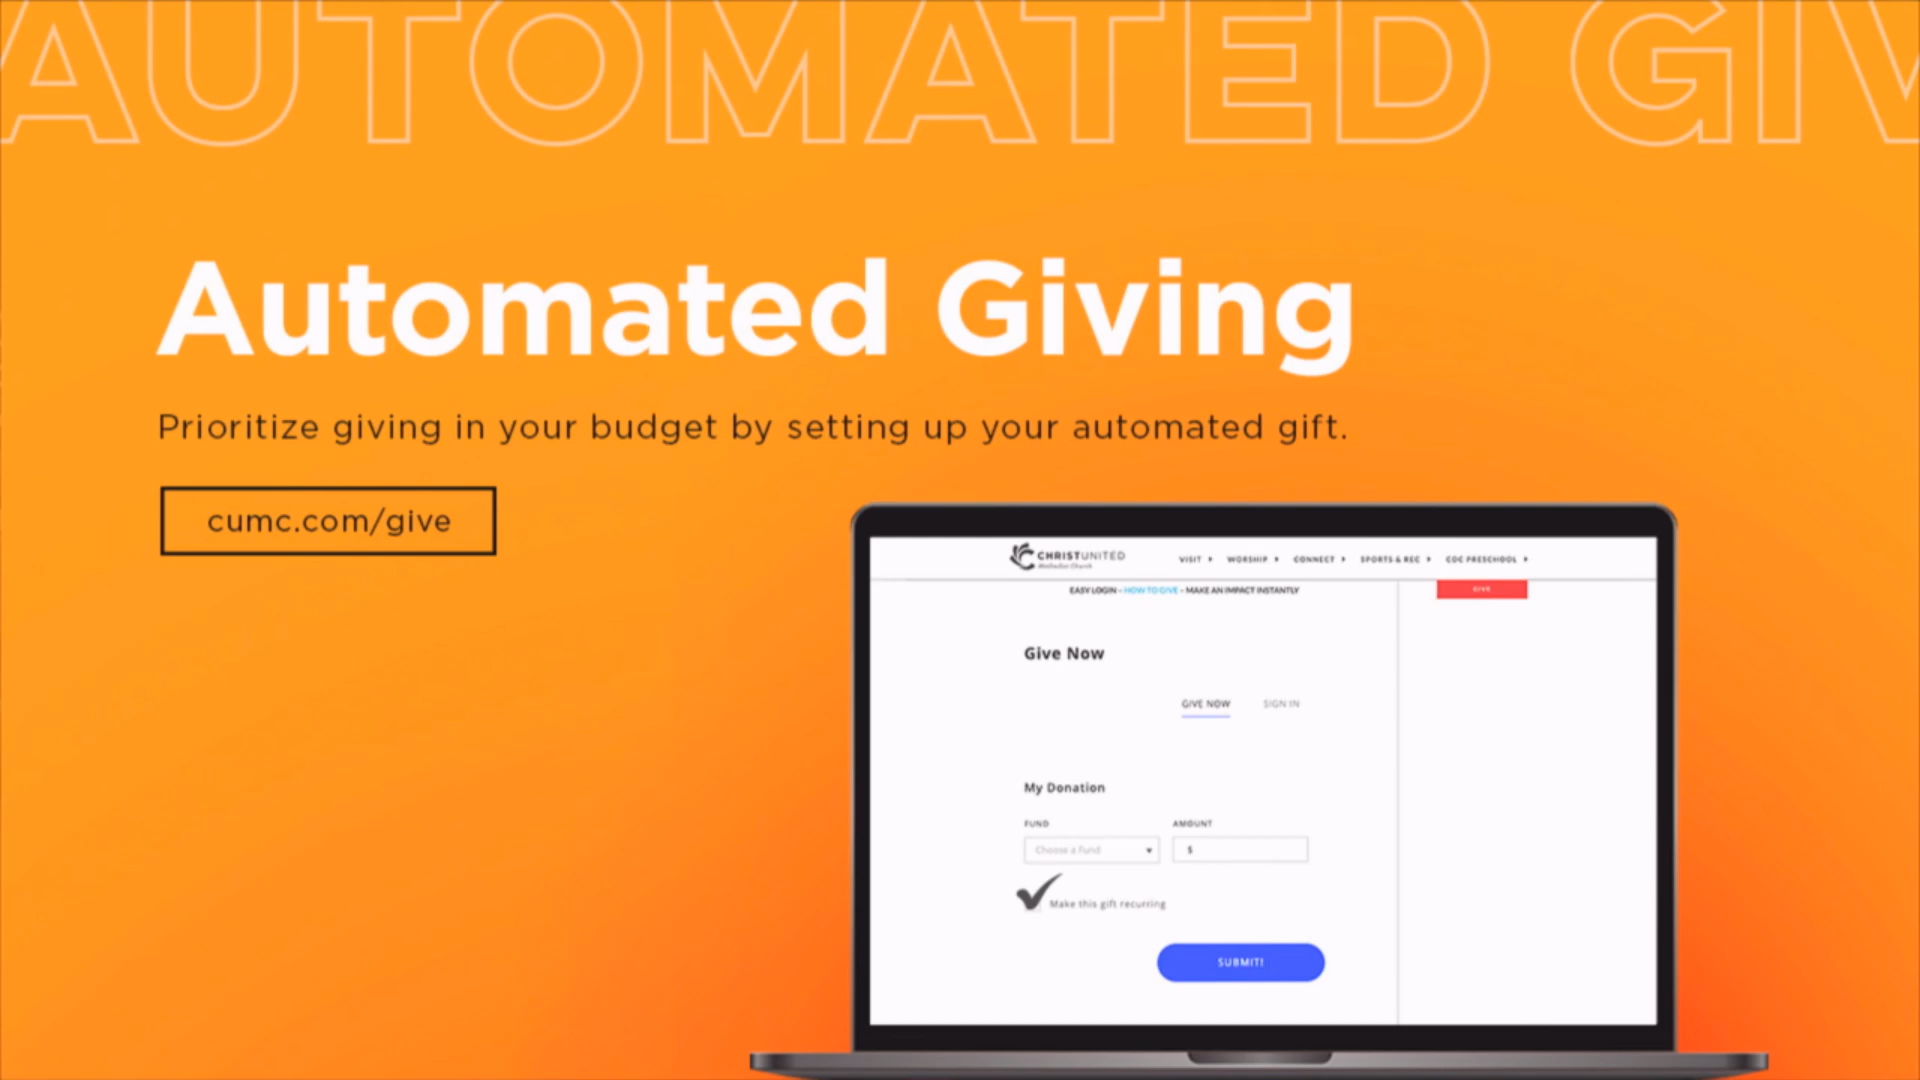 AUTOMATED GIV
Automated Giving
Prioritize giving in your budget by setting up your automated gift.
cumc.com/give
CHRISTUNITED
Methodist Church
VISIT
WORSHIP
CONNECT
SPORTS & REC
CDC PRESCHOOL
EASY LOGIN – HOW TO GIVE – MAKE AN IMPACT INSTANTLY
GIVE
Give Now
GIVE NOW
SIGN IN
My Donation
FUND
AMOUNT
Choose a Fund
$
Make this gift recurring
SUBMIT!